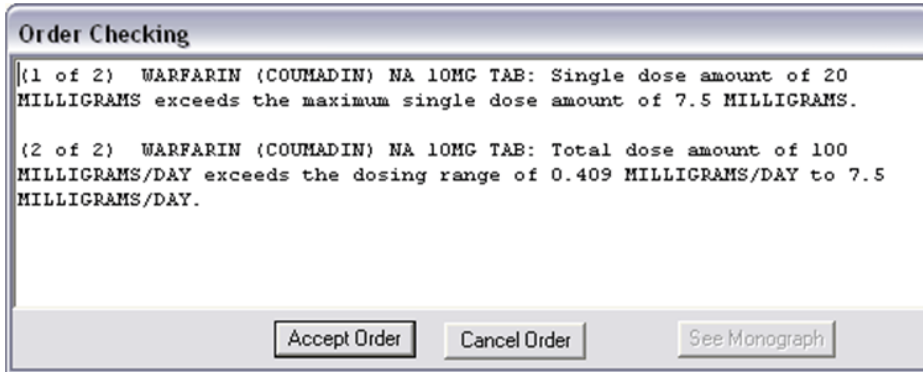 Order Checking
(1 of 2)  WARFARIN (COUMADIN) NA 10MG TAB: Single dose amount of 20
MILLIGRAMS exceeds the maximum single dose amount of 7.5 MILLIGRAMS.
(2 of 2)  WARFARIN (COUMADIN) NA 10MG TAB: Total dose amount of 100
MILLIGRAMS/DAY exceeds the dosing range of 0.409 MILLIGRAMS/DAY to 7.5
MILLIGRAMS/DAY.
Accept Order Cancel Order See Monograph